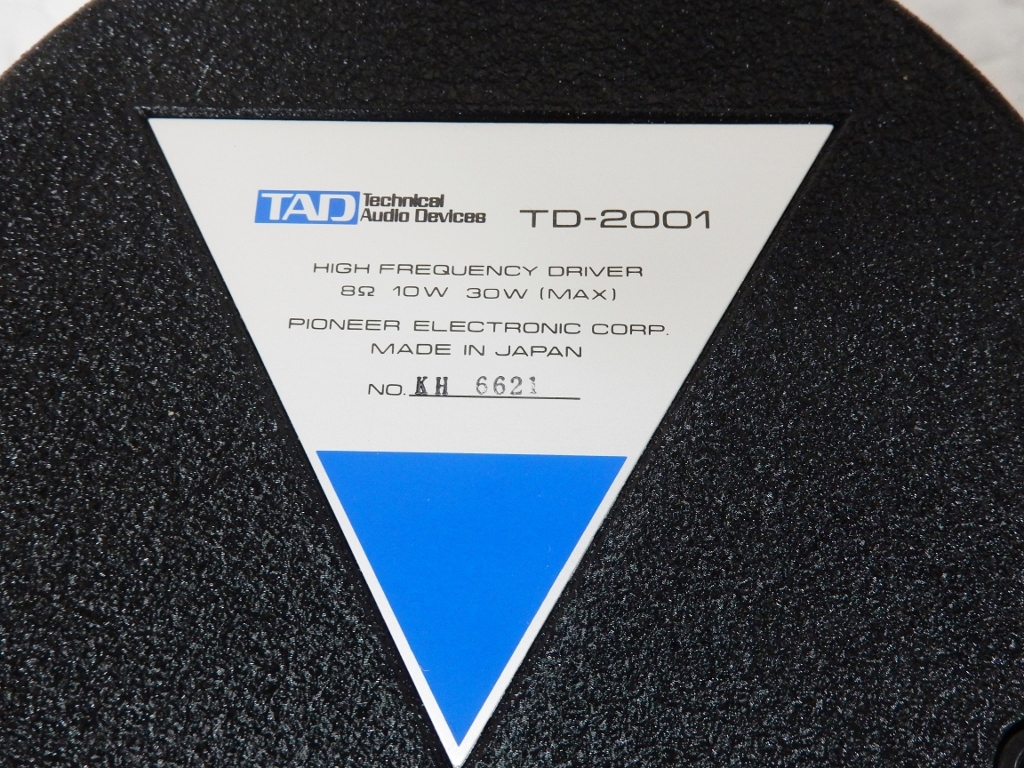 TAD Technical Audio Devices TD-2001
HIGH FREQUENCY DRIVER
8Ω 10W 30W (MAX)
PIONEER ELECTRONIC CORP.
MADE IN JAPAN
NO. KH 6621